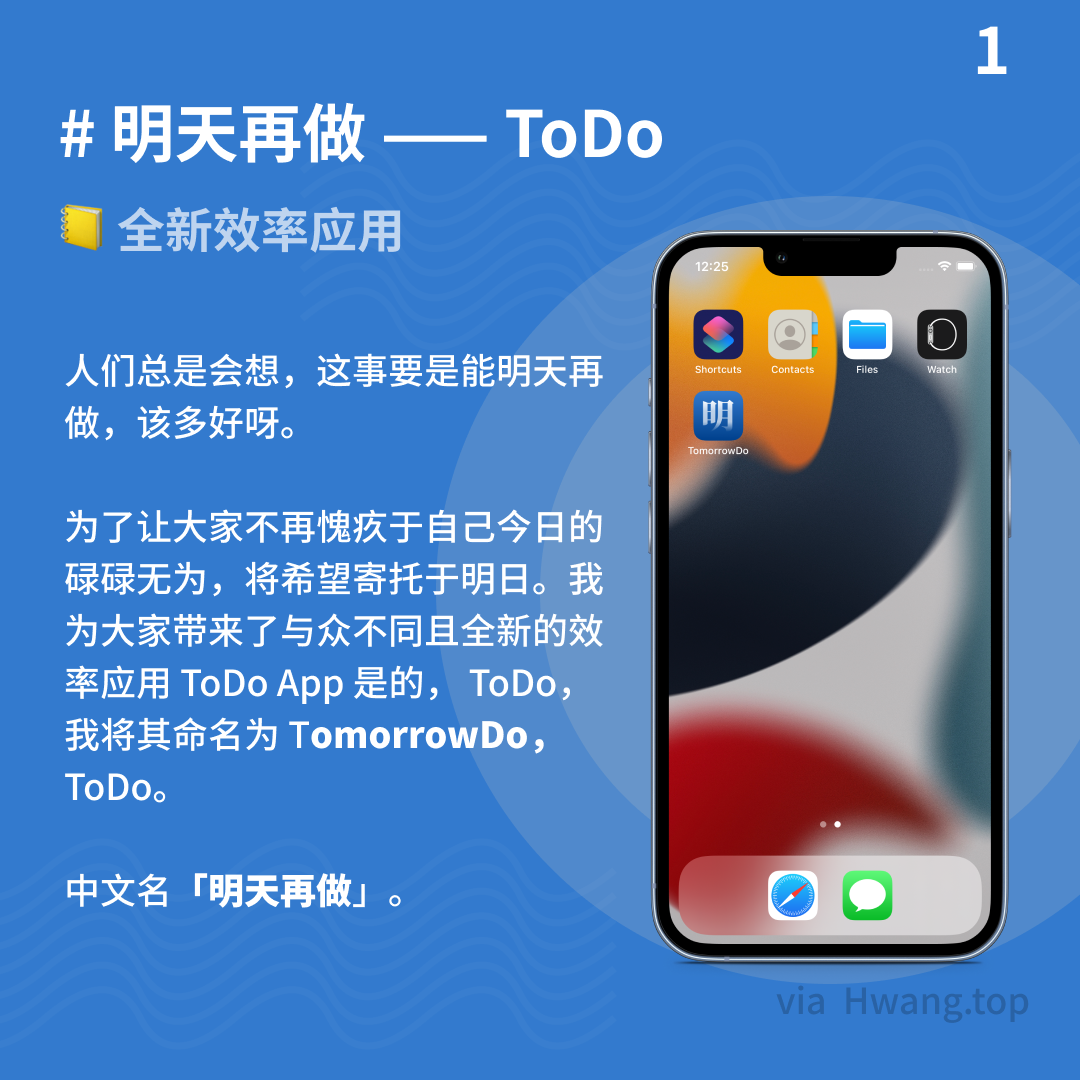 1
# 明天再做 —— ToDo
全新效率应用
人们总是会想，这事要是能明天再
做，该多好呀。
为了让大家不再愧疚于自己今日的
碌碌无为，将希望寄托于明日。我
为大家带来了与众不同且全新的效
率应用 ToDo App 是的， ToDo，
我将其命名为 TomorrowDo，
ToDo。
中文名「明天再做」。
12:25
Shortcuts
Contacts
Files
Watch
明
TomorrowDo
via Hwang.top